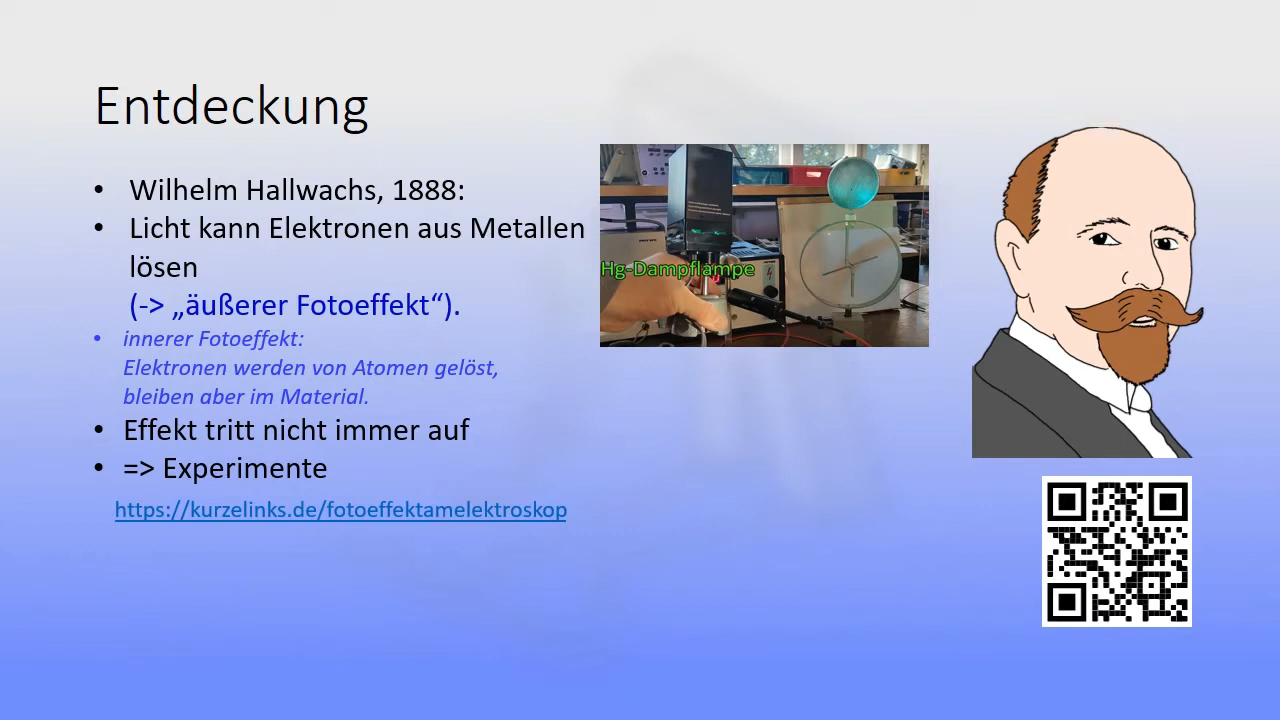 Entdeckung
• Wilhelm Hallwachs, 1888:
• Licht kann Elektronen aus Metallen
lösen
(-> „äußerer Fotoeffekt“).
• innerer Fotoeffekt:
Elektronen werden von Atomen gelöst,
bleiben aber im Material.
• Effekt tritt nicht immer auf
• => Experimente
https://kurzelinks.de/fotoeffektamelektroskop
Hg-Dampflampe